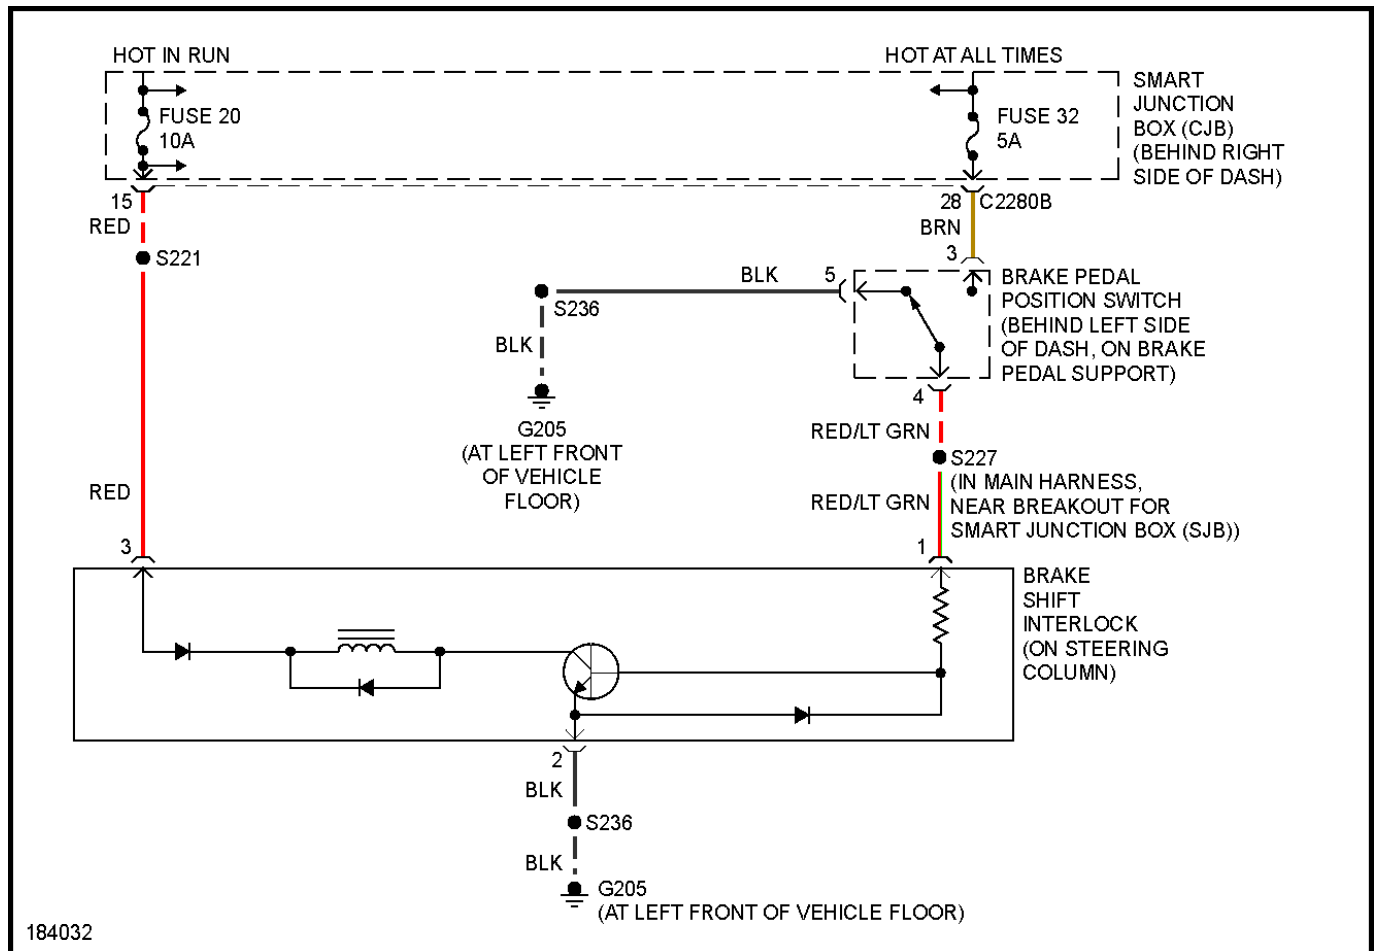 HOT IN RUN
HOT AT ALL TIMES
FUSE 20
10A
FUSE 32
5A
SMART
JUNCTION
BOX (CJB)
(BEHIND RIGHT
SIDE OF DASH)
15
28 C2280B
RED
BRN
S221
3
BLK
5
S236
BLK
G205
(AT LEFT FRONT
OF VEHICLE
FLOOR)
BRAKE PEDAL
POSITION SWITCH
(BEHIND LEFT SIDE
OF DASH, ON BRAKE
PEDAL SUPPORT)
4
RED/LT GRN
S227
(IN MAIN HARNESS,
NEAR BREAKOUT FOR
SMART JUNCTION BOX (SJB))
RED
RED/LT GRN
3
1
BRAKE
SHIFT
INTERLOCK
(ON STEERING
COLUMN)
2
BLK
S236
BLK
G205
(AT LEFT FRONT OF VEHICLE FLOOR)
184032